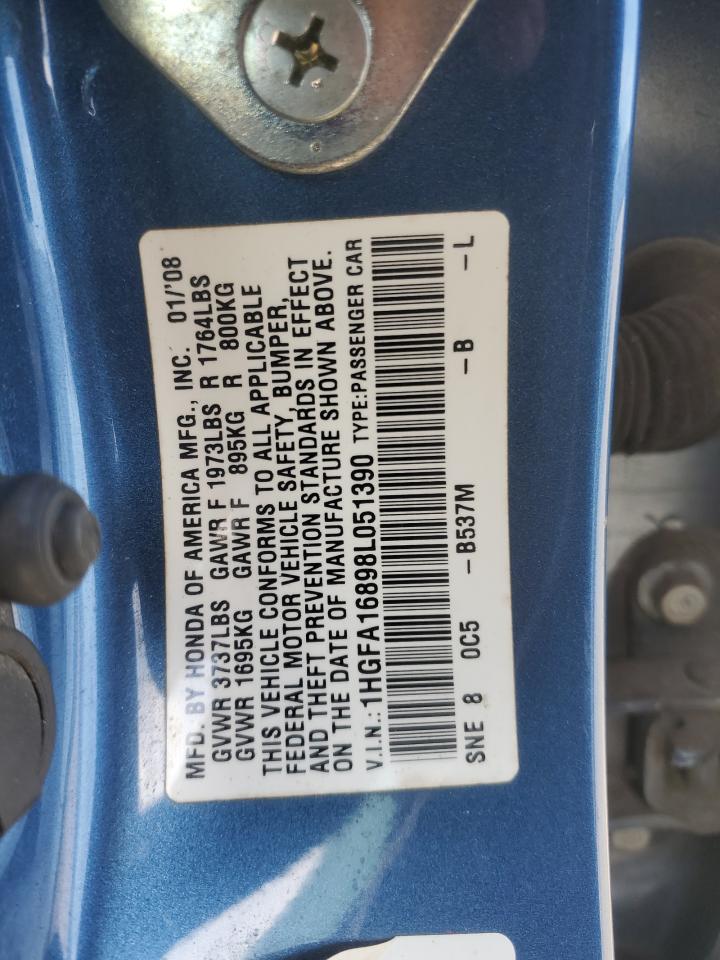 MFD. BY HONDA OF AMERICA MFG., INC. 01/'08
GVWR 3737LBS GAWR F 1973LBS R 1764LBS
GVWR 1695KG GAWR F 895KG R 800KG
THIS VEHICLE CONFORMS TO ALL APPLICABLE
FEDERAL MOTOR VEHICLE SAFETY, BUMPER,
AND THEFT PREVENTION STANDARDS IN EFFECT
ON THE DATE OF MANUFACTURE SHOWN ABOVE.
V.I.N.: 1HGFA16898L051390 TYPE:PASSENGER CAR
SNE 8 0C5 -B537M -B -L